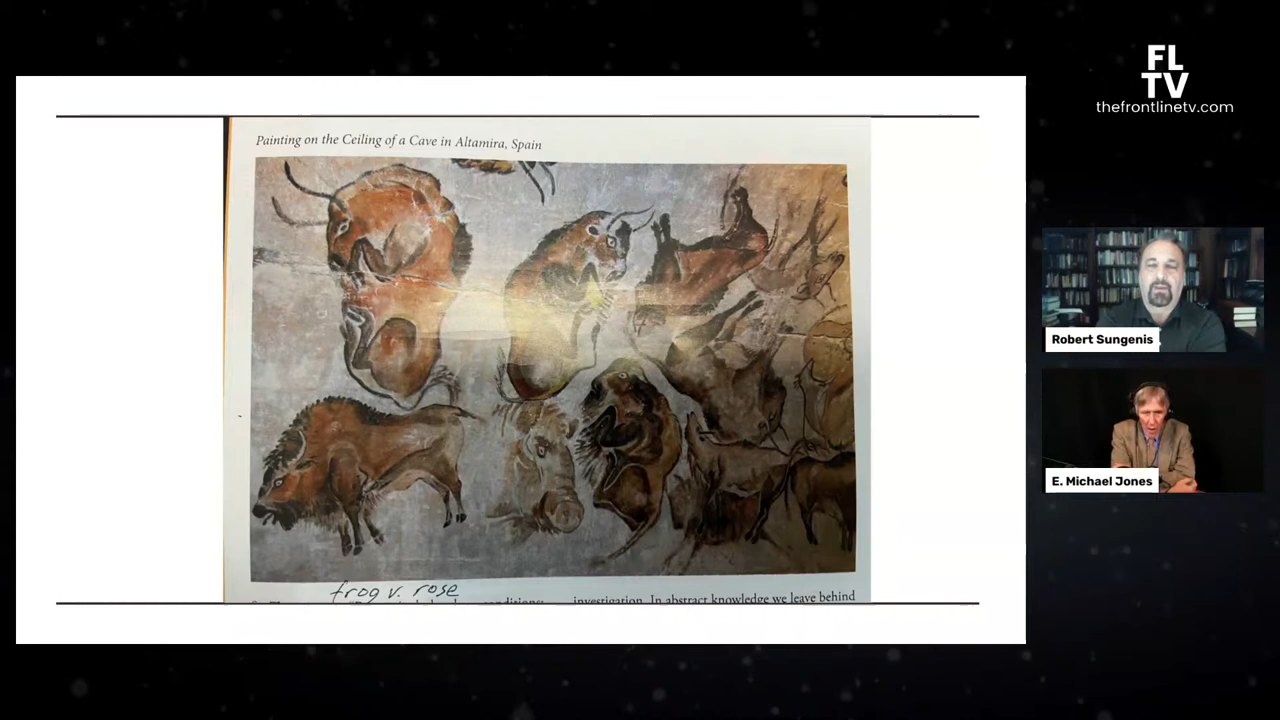 FL
TV
thefrontlinetv.com
Painting on the Ceiling of a Cave in Altamira, Spain
frog v. rose
investigation. In abstract knowledge we leave behind
Robert Sungenis
E. Michael Jones